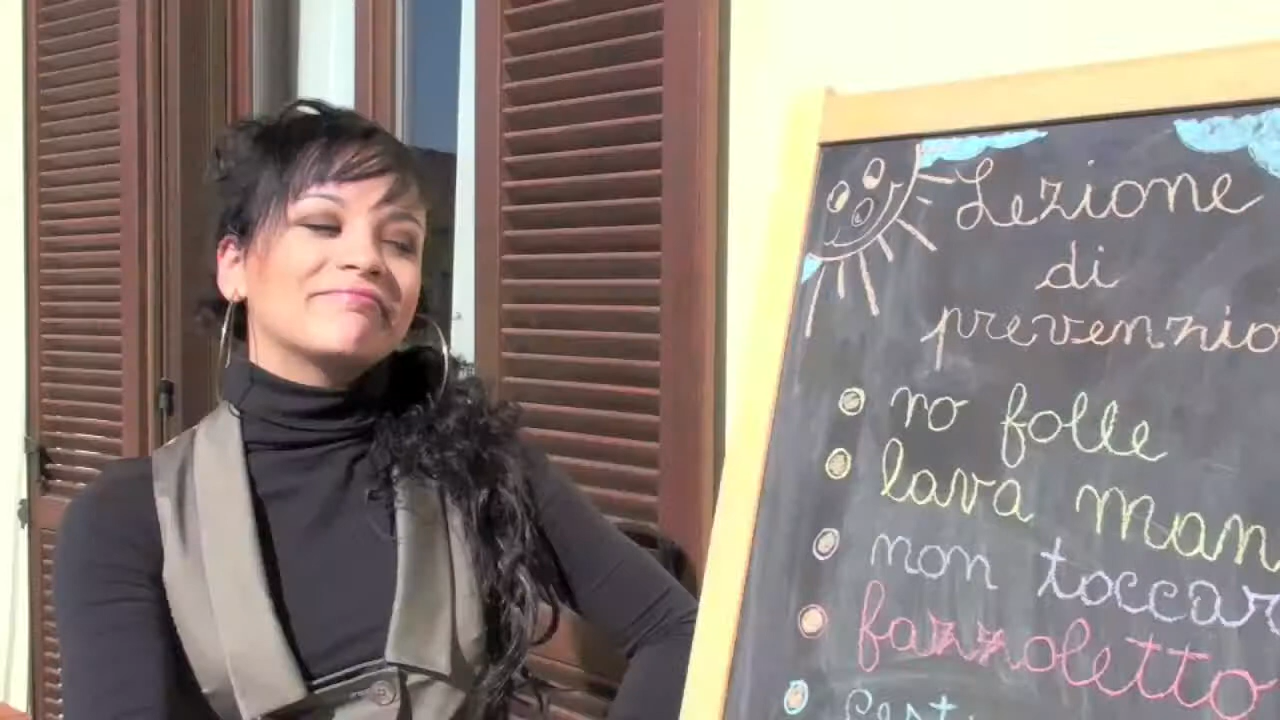 Lezione
di
prevenzio
no folle
lava man
non toccar
fazzoletto